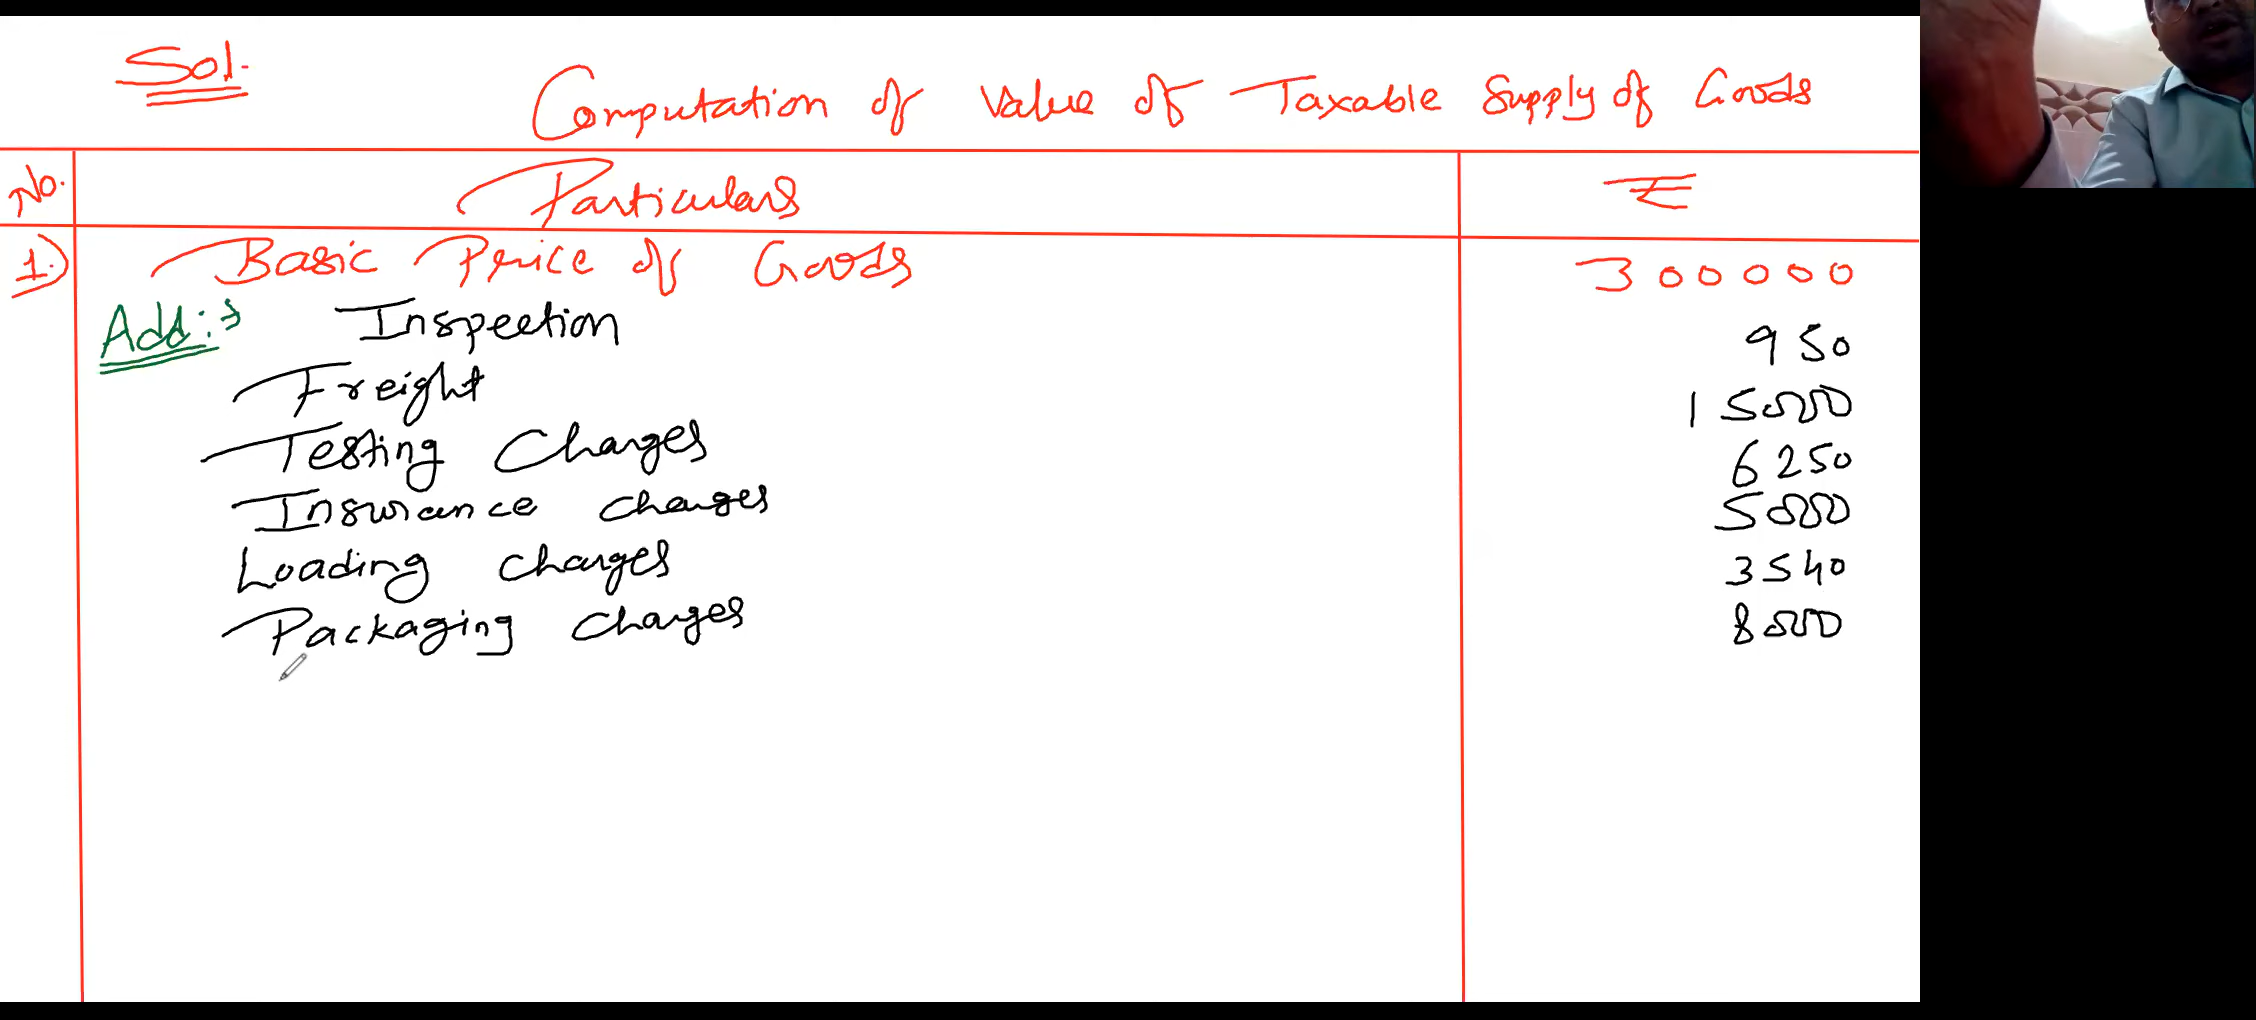 Sol.
Computation of Value of Taxable Supply of Goods
No. Particulars ₹
1.) Basic Price of Goods 300000
Add:→ Inspection 950
Freight 15000
Testing Charges 6250
Insurance charges 5000
Loading charges 3540
Packaging charges 8000